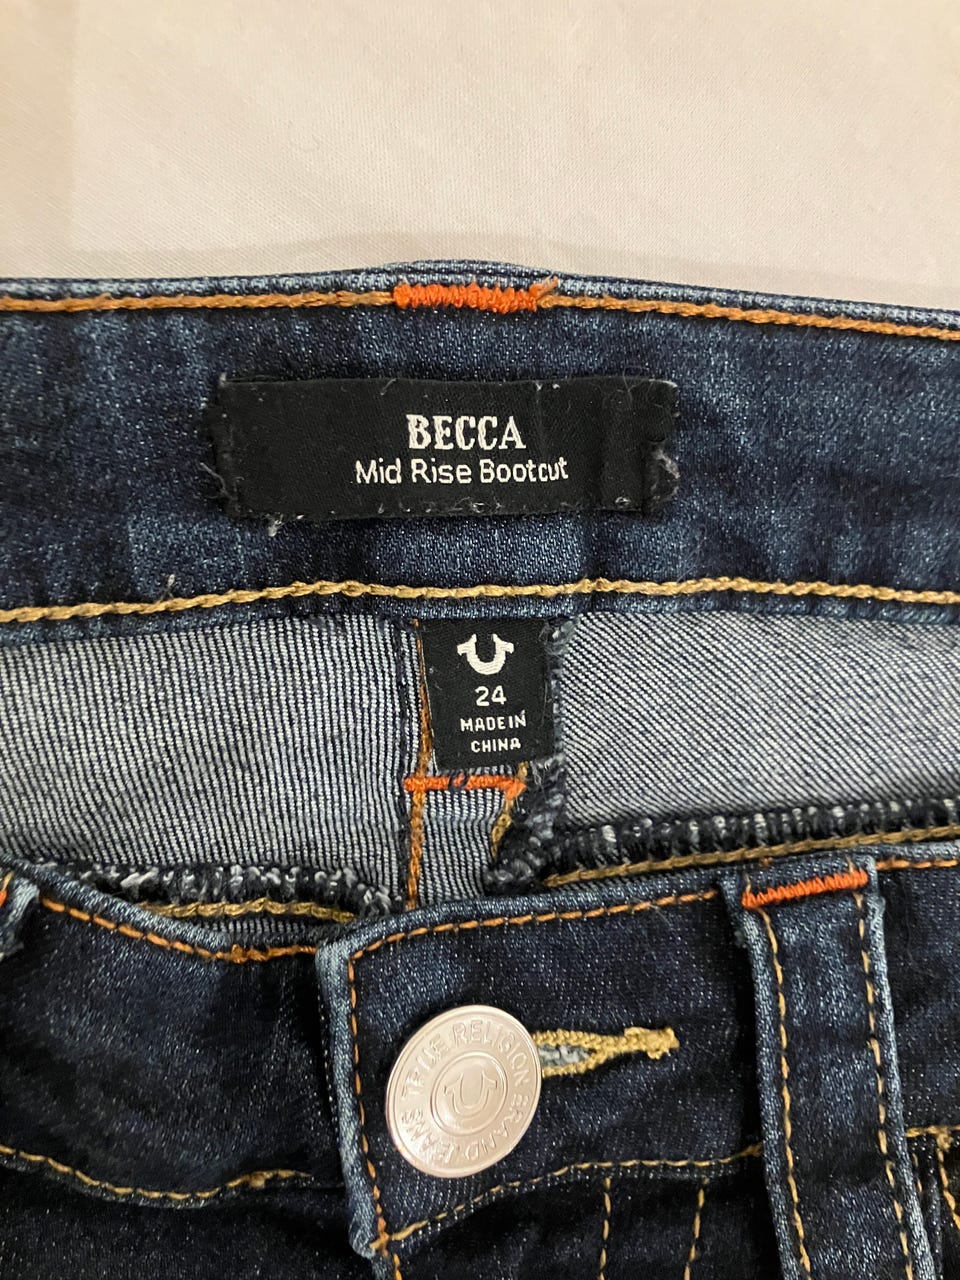 BECCA
Mid Rise Bootcut
24
MADE IN
CHINA
TRUE RELIGION BRAND JEANS